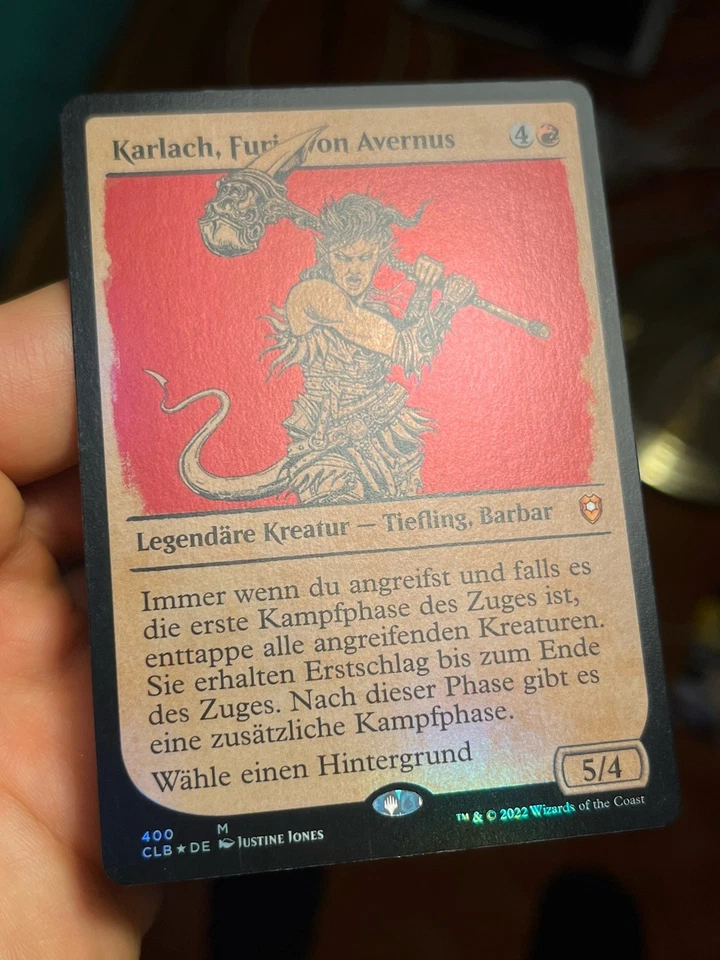 Karlach, Furi von Avernus
4
Legendäre Kreatur — Tiefling, Barbar
Immer wenn du angreifst und falls es
die erste Kampfphase des Zuges ist,
enttappe alle angreifenden Kreaturen.
Sie erhalten Erstschlag bis zum Ende
des Zuges. Nach dieser Phase gibt es
eine zusätzliche Kampfphase.
Wähle einen Hintergrund
5/4
400 M
CLB ★ DE JUSTINE JONES
™ & © 2022 Wizards of the Coast